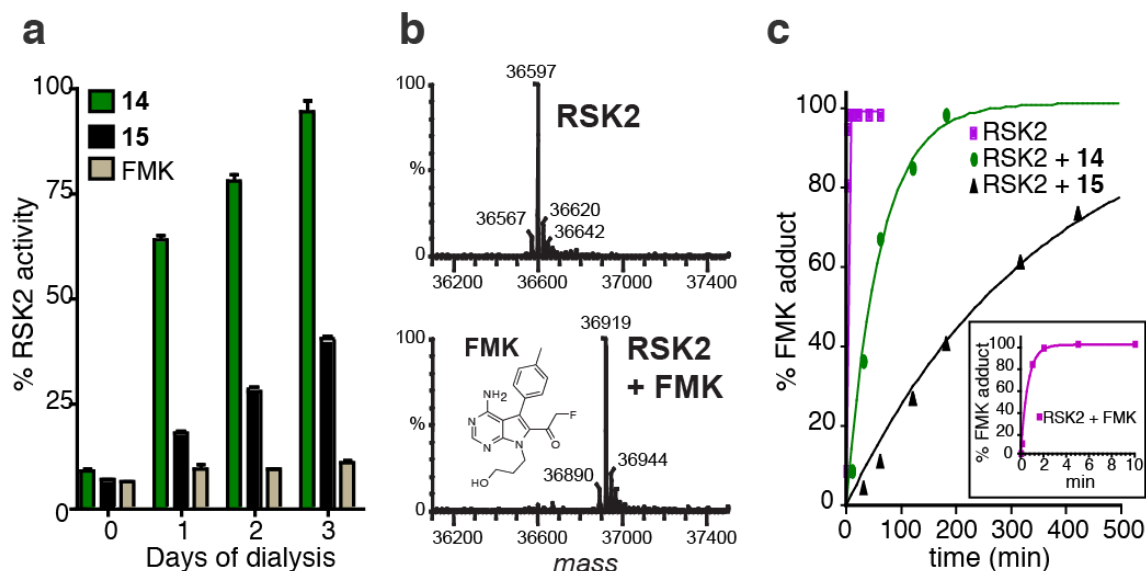 a
100
75
50
25
0
% RSK2 activity
14
15
FMK
0 1 2 3
Days of dialysis
b
100
%
0
36597
RSK2
36567
36620
36642
36200 36600 37000 37400
100
%
0
FMK
NH2
N
N
N
F
O
HO
36919
RSK2
+ FMK
36890
36944
36200 36600 37000 37400
mass
c
100
80
60
40
20
0
% FMK adduct
RSK2
RSK2 + 14
RSK2 + 15
100
80
60
40
20
0
% FMK adduct
RSK2 + FMK
0 2 4 6 8 10
min
0 100 200 300 400 500
time (min)